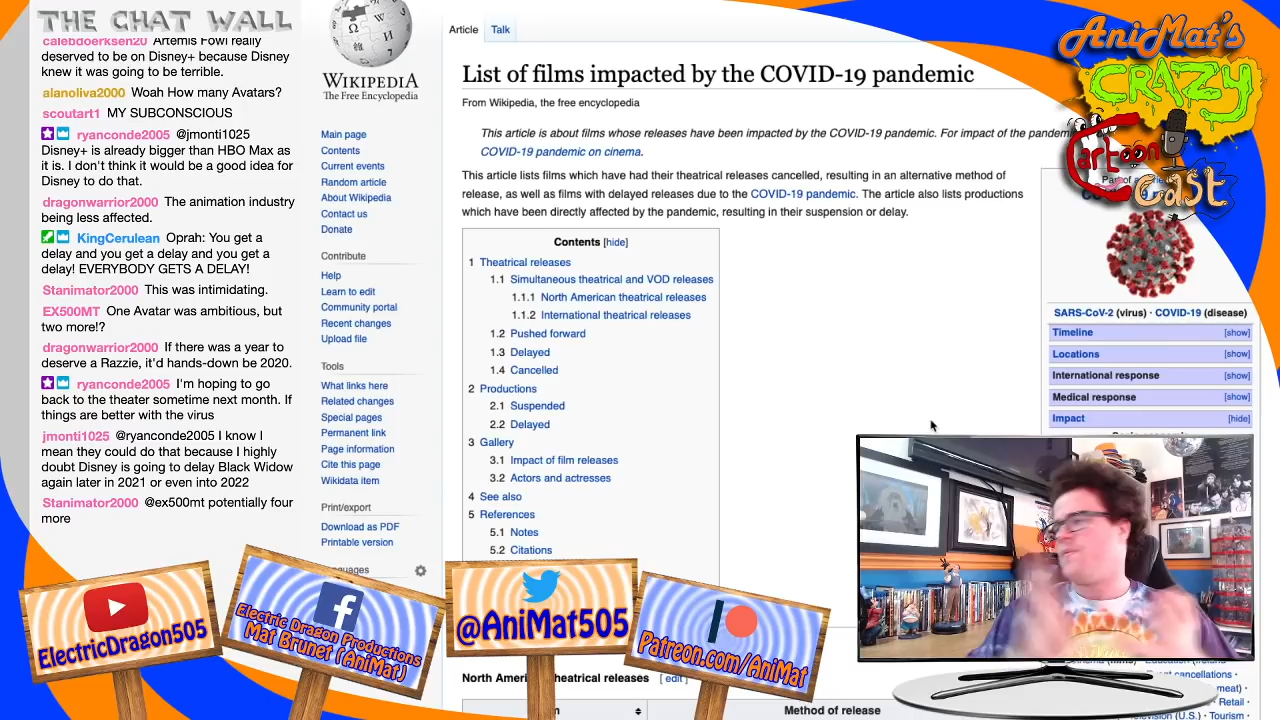 THE CHAT WALL
calebdoerksen20 Artemis Fowl really
deserved to be on Disney+ because Disney
knew it was going to be terrible.
alanoliva2000 Woah How many Avatars?
scoutart1 MY SUBCONSCIOUS
ryanconde2005 @jmonti1025
Disney+ is already bigger than HBO Max as
it is. I don't think it would be a good idea for
Disney to do that.
dragonwarrior2000 The animation industry
being less affected.
KingCerulean Oprah: You get a
delay and you get a delay and you get a
delay! EVERYBODY GETS A DELAY!
Stanimator2000 This was intimidating.
EX500MT One Avatar was ambitious, but
two more!?
dragonwarrior2000 If there was a year to
deserve a Razzie, it'd hands-down be 2020.
ryanconde2005 I'm hoping to go
back to the theater sometime next month. If
things are better with the virus
jmonti1025 @ryanconde2005 I know I
mean they could do that because I highly
doubt Disney is going to delay Black Widow
again later in 2021 or even into 2022
Stanimator2000 @ex500mt potentially four
more
WIKIPEDIA
The Free Encyclopedia
Main page
Contents
Current events
Random article
About Wikipedia
Contact us
Donate
Contribute
Help
Learn to edit
Community portal
Recent changes
Upload file
Tools
What links here
Related changes
Special pages
Permanent link
Page information
Cite this page
Wikidata item
Print/export
Download as PDF
Printable version
Article Talk
List of films impacted by the COVID-19 pandemic
From Wikipedia, the free encyclopedia
This article is about films whose releases have been impacted by the COVID-19 pandemic. For impact of the
COVID-19 pandemic on cinema.
This article lists films which have had their theatrical releases cancelled, resulting in an alternative method of
release, as well as films with delayed releases due to the COVID-19 pandemic. The article also lists productions
which have been directly affected by the pandemic, resulting in their suspension or delay.
Contents [hide]
1 Theatrical releases
1.1 Simultaneous theatrical and VOD releases
1.1.1 North American theatrical releases
1.1.2 International theatrical releases
1.2 Pushed forward
1.3 Delayed
1.4 Cancelled
2 Productions
2.1 Suspended
2.2 Delayed
3 Gallery
3.1 Impact of film releases
3.2 Actors and actresses
4 See also
5 References
5.1 Notes
5.2 Citations
theatrical releases [ edit ]
Method of release
AniMat's
CRAZY
Cartoon
Cast
SARS-CoV-2 (virus) · COVID-19 (disease)
Timeline [show]
Locations [show]
International response [show]
Medical response [show]
Impact [hide]
cancellations
Retail
Television (U.S.) · Tourism
ElectricDragon505
Electric Dragon Productions
Mat Brunet (AniMat)
@AniMat505
Patreon.com/AniMat